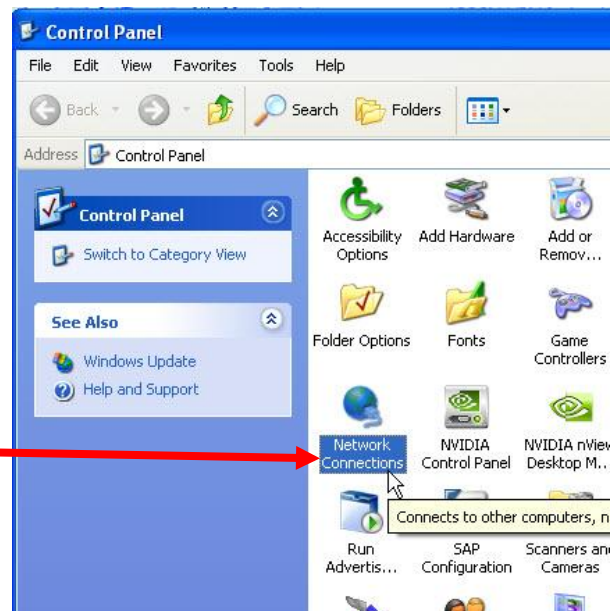 Control Panel
File Edit View Favorites Tools Help
Back Search Folders
Address Control Panel
Control Panel
Switch to Category View
See Also
Windows Update
Help and Support
Accessibility Options
Add Hardware
Add or Remov...
Folder Options
Fonts
Game Controllers
Network Connections
NVIDIA Control Panel
NVIDIA nView Desktop M...
Connects to other computers, n
Run Advertis...
SAP Configuration
Scanners and Cameras